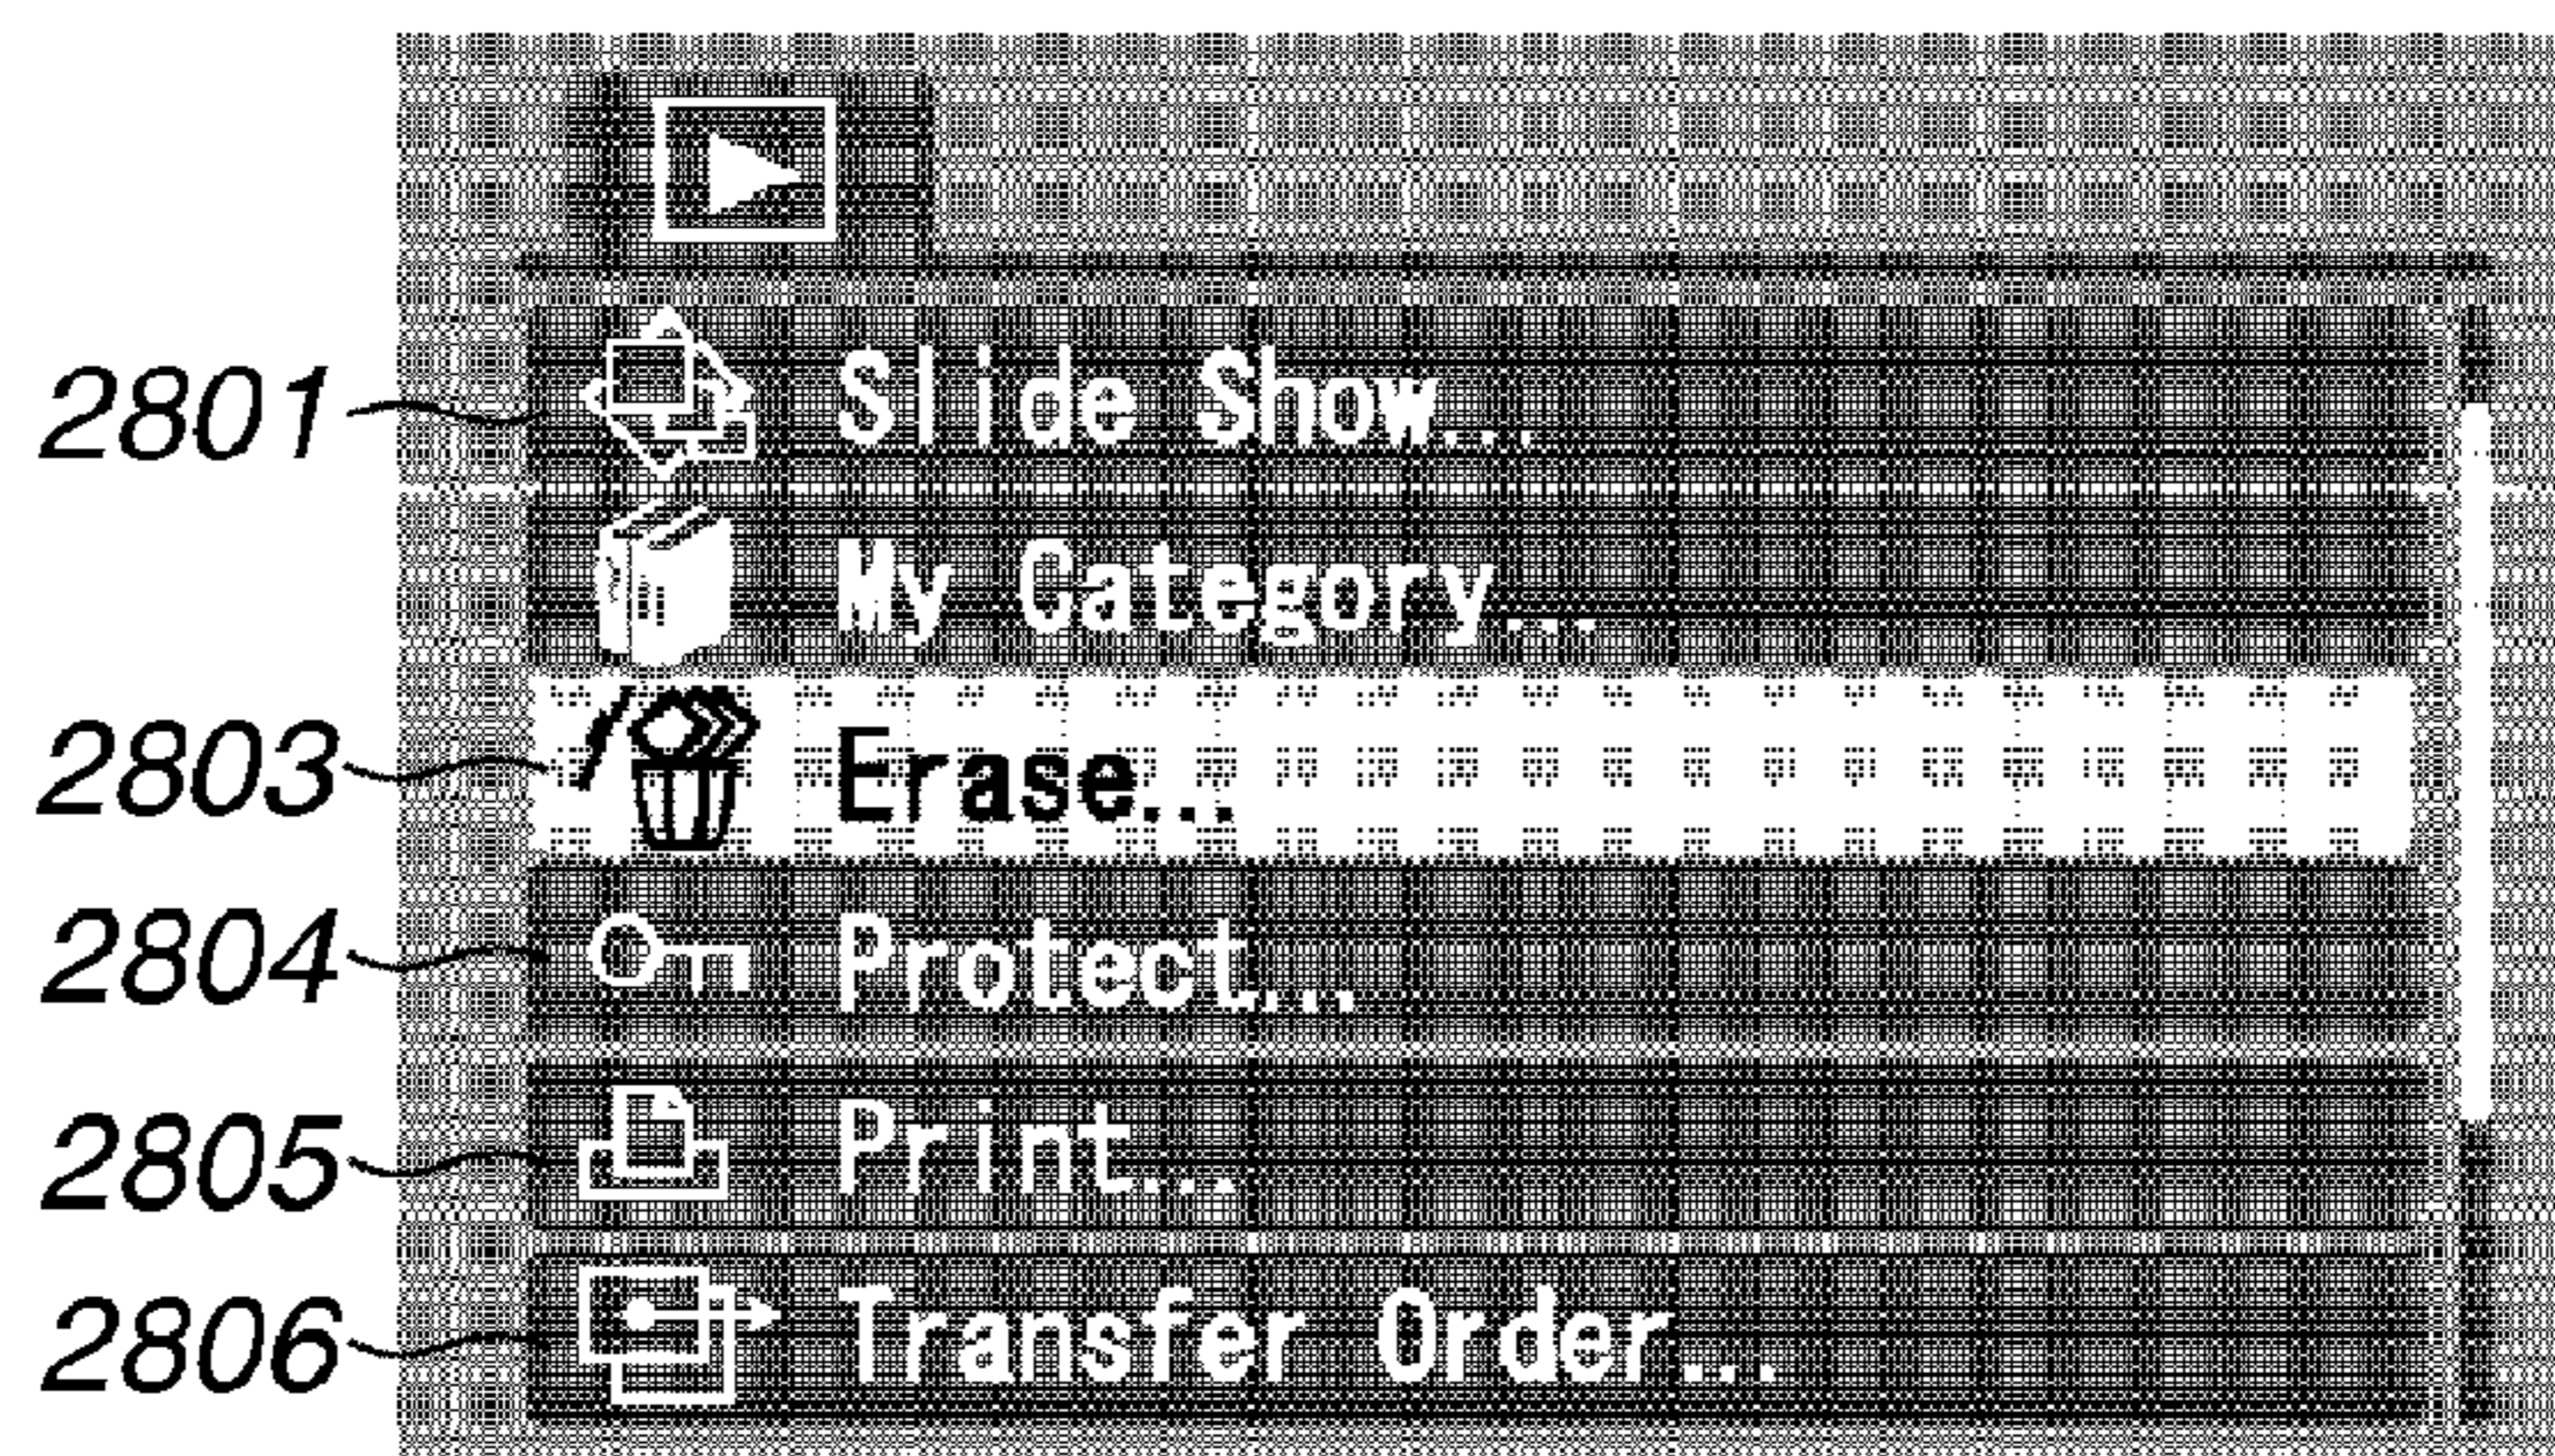 2801 Slide Show...
My Category...
2803 Erase...
2804 Protect...
2805 Print...
2806 Transfer Order...